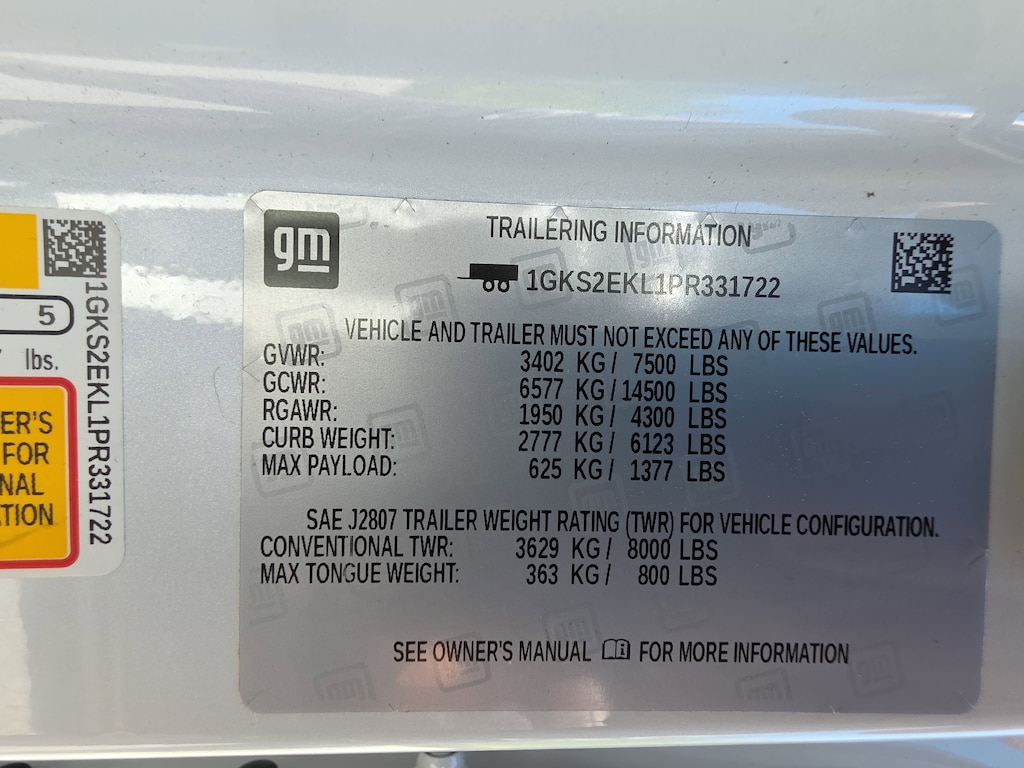 gm
TRAILERING INFORMATION
1GKS2EKL1PR331722
VEHICLE AND TRAILER MUST NOT EXCEED ANY OF THESE VALUES.
GVWR: 3402 KG / 7500 LBS
GCWR: 6577 KG / 14500 LBS
RGAWR: 1950 KG / 4300 LBS
CURB WEIGHT: 2777 KG / 6123 LBS
MAX PAYLOAD: 625 KG / 1377 LBS
SAE J2807 TRAILER WEIGHT RATING (TWR) FOR VEHICLE CONFIGURATION.
CONVENTIONAL TWR: 3629 KG / 8000 LBS
MAX TONGUE WEIGHT: 363 KG / 800 LBS
SEE OWNER'S MANUAL FOR MORE INFORMATION
5
lbs.
ER'S
FOR
NAL
TION
1GKS2EKL1PR331722